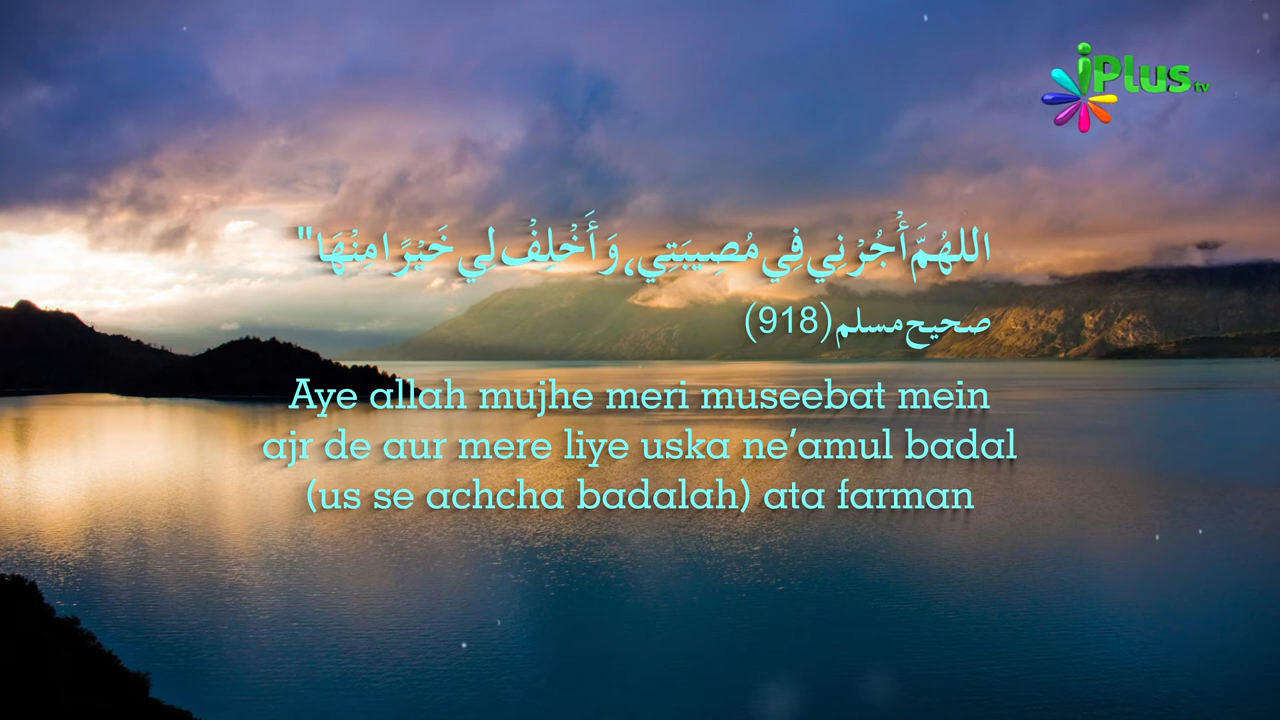 iPlus tv
اللهُمَّ أْجُرْنِي فِي مُصِيبَتِي، وَأَخْلِفْ لِي خَيْرًا مِنْهَا"
صحيح مسلم (918)
Aye allah mujhe meri museebat mein
ajr de aur mere liye uska ne’amul badal
(us se achcha badalah) ata farman